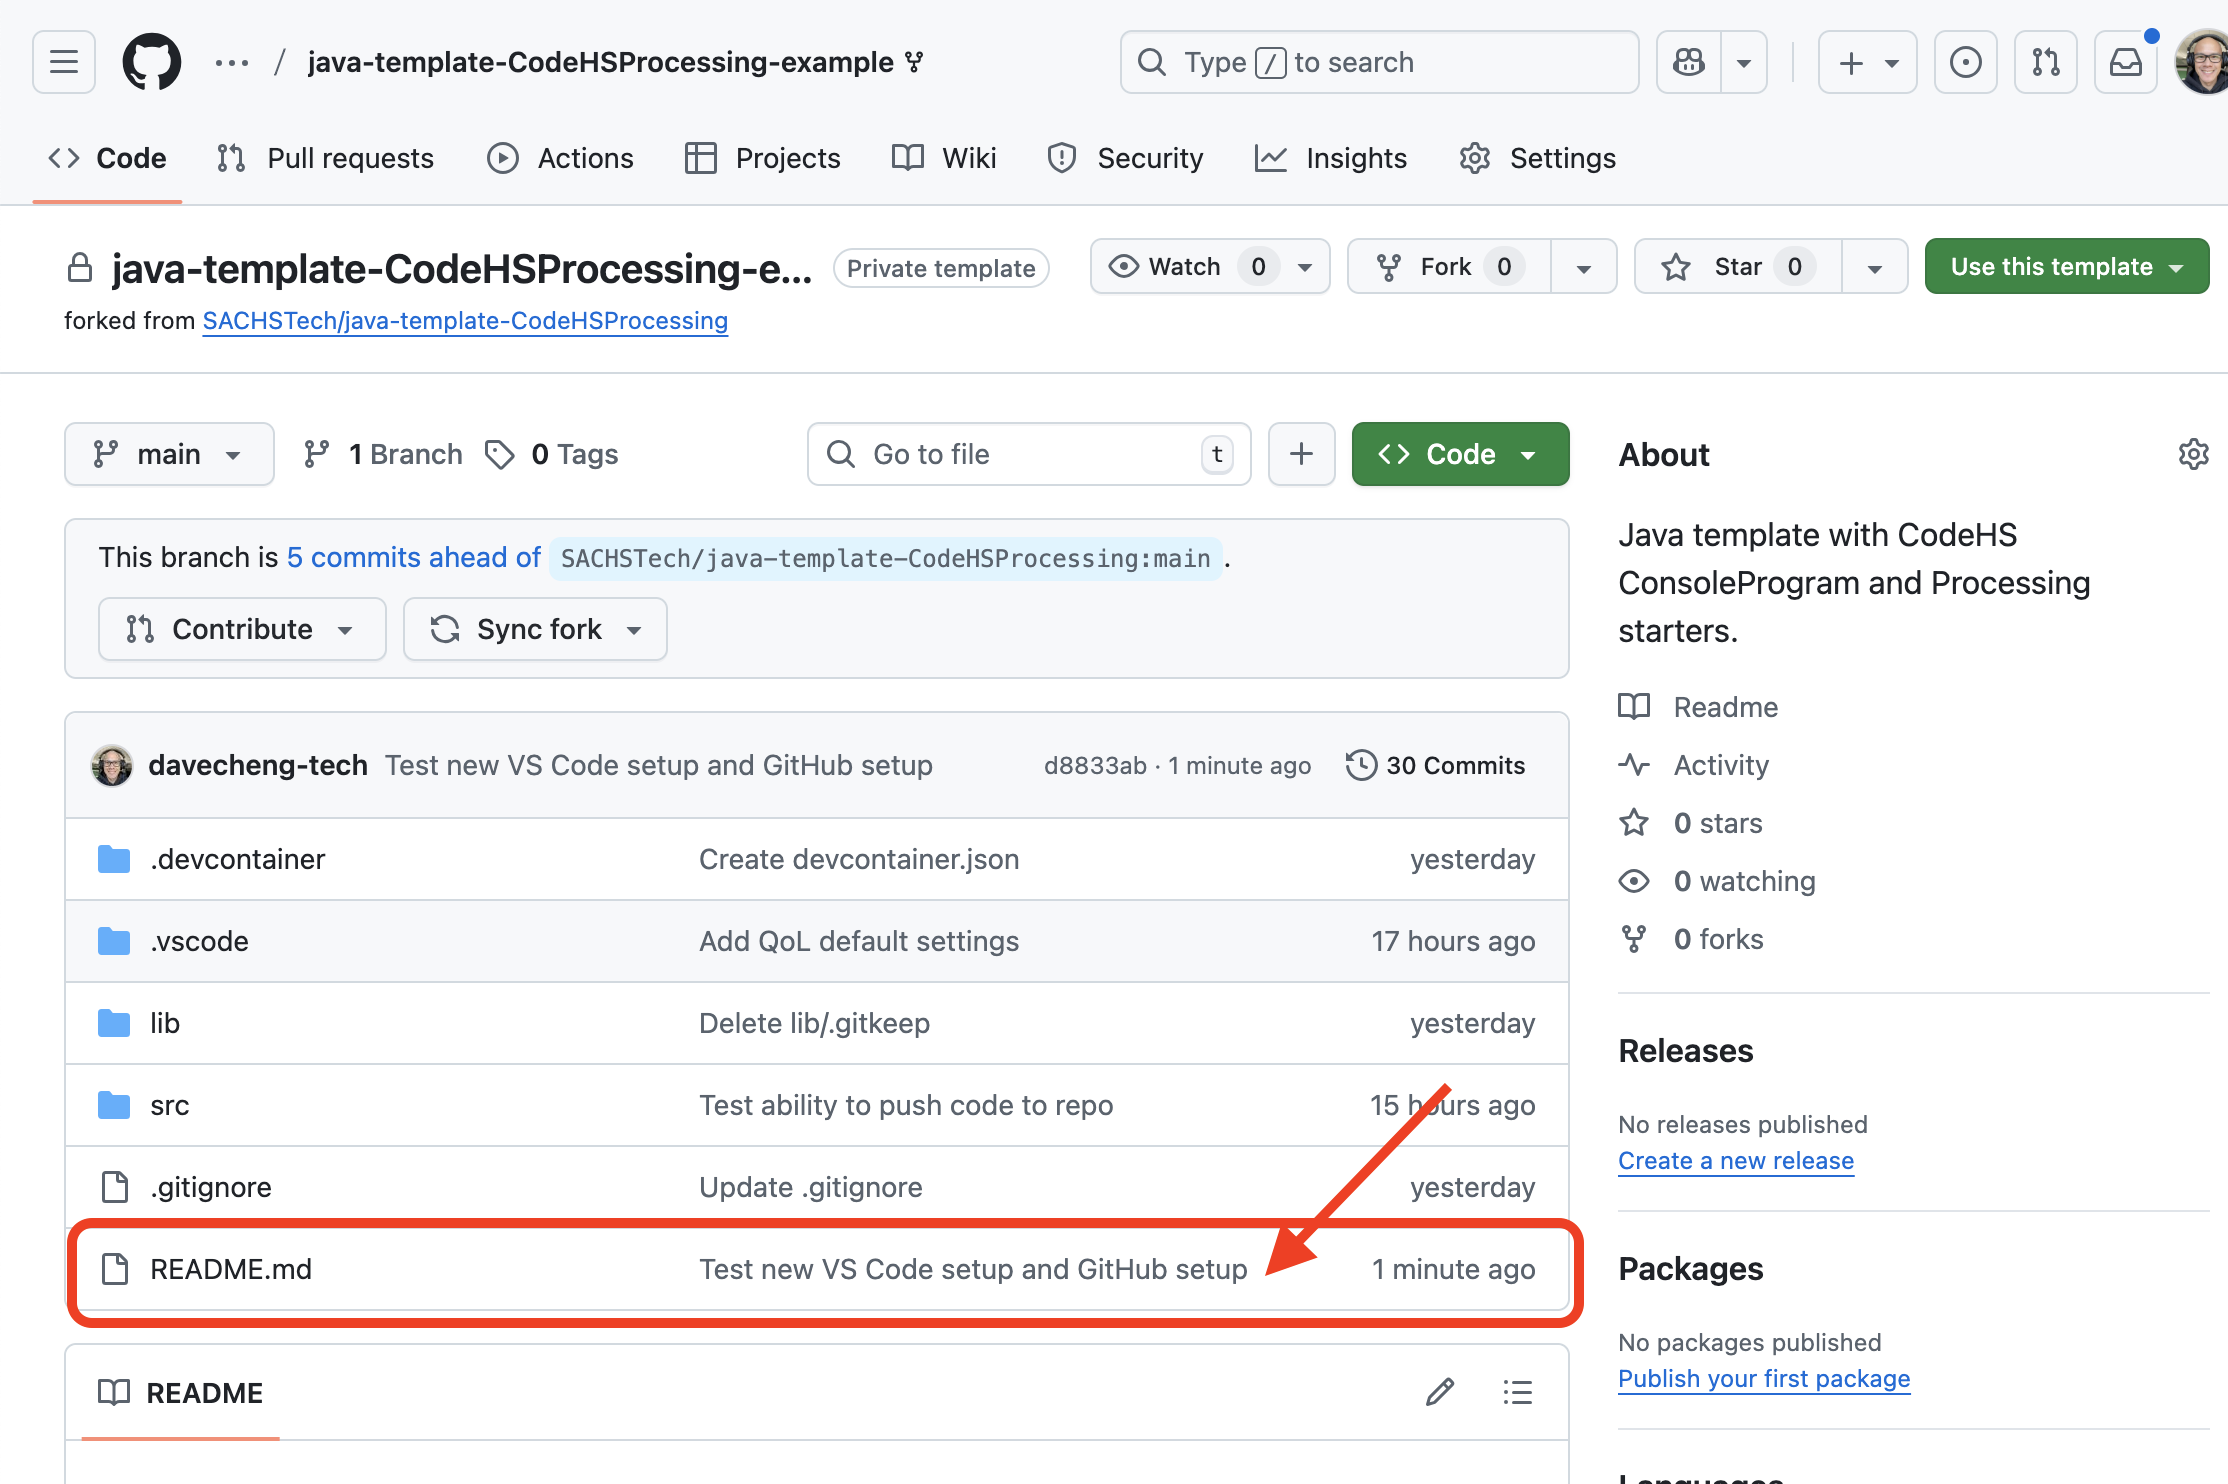 ... / java-template-CodeHSProcessing-example
Type / to search
Code Pull requests Actions Projects Wiki Security Insights Settings
java-template-CodeHSProcessing-e... Private template Watch 0 Fork 0 Star 0 Use this template
forked from SACHSTech/java-template-CodeHSProcessing
main 1 Branch 0 Tags Go to file t + Code
This branch is 5 commits ahead of SACHSTech/java-template-CodeHSProcessing:main .
Contribute Sync fork
davecheng-tech Test new VS Code setup and GitHub setup d8833ab · 1 minute ago 30 Commits
.devcontainer Create devcontainer.json yesterday
.vscode Add QoL default settings 17 hours ago
lib Delete lib/.gitkeep yesterday
src Test ability to push code to repo 15 hours ago
.gitignore Update .gitignore yesterday
README.md Test new VS Code setup and GitHub setup 1 minute ago
README
About
Java template with CodeHS
ConsoleProgram and Processing
starters.
Readme
Activity
0 stars
0 watching
0 forks
Releases
No releases published
Create a new release
Packages
No packages published
Publish your first package